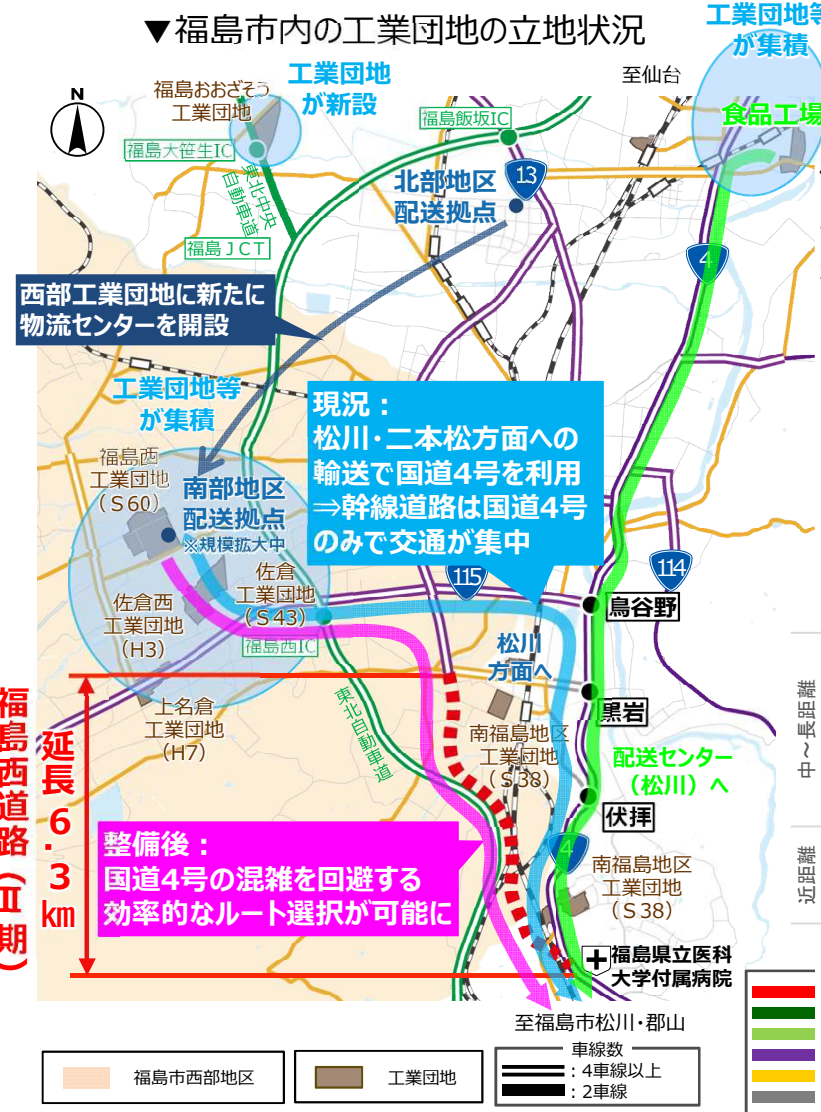 ▼福島市内の工業団地の立地状況
工業団地等
が集積
N
福島おおざそう
工業団地
工業団地
が新設
至仙台
食品工場
福島飯坂IC
福島大笹生IC
東北中央
自動車道
北部地区
配送拠点
13
福島JCT
4
西部工業団地に新たに
物流センターを開設
工業団地等
が集積
現況：
松川・二本松方面への
輸送で国道4号を利用
⇒幹線道路は国道4号
のみで交通が集中
福島西
工業団地
（S60）
南部地区
配送拠点
※規模拡大中
佐倉
工業団地
（S43）
115
114
鳥谷野
佐倉西
工業団地
（H3）
福島西IC
松川
方面へ
上名倉
工業団地
（H7）
東北自動車道
黒岩
南福島地区
工業団地
（S38）
配送センター
（松川）へ
中～長距離
福島西道路（Ⅱ期）
延長6.3km
伏拝
4
整備後：
国道4号の混雑を回避する
効率的なルート選択が可能に
南福島地区
工業団地
（S38）
近距離
福島県立医科
大学付属病院
至福島市松川・郡山
福島市西部地区
工業団地
車線数
：4車線以上
：2車線